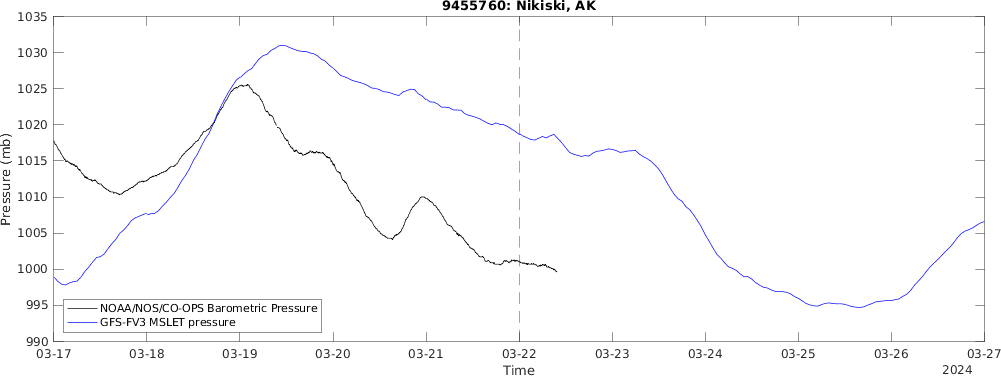 9455760: Nikiski, AK
Pressure (mb)
1035
1030
1025
1020
1015
1010
1005
1000
995
990
NOAA/NOS/CO-OPS Barometric Pressure
GFS-FV3 MSLET pressure
03-17 03-18 03-19 03-20 03-21 03-22 03-23 03-24 03-25 03-26 03-27
Time
2024